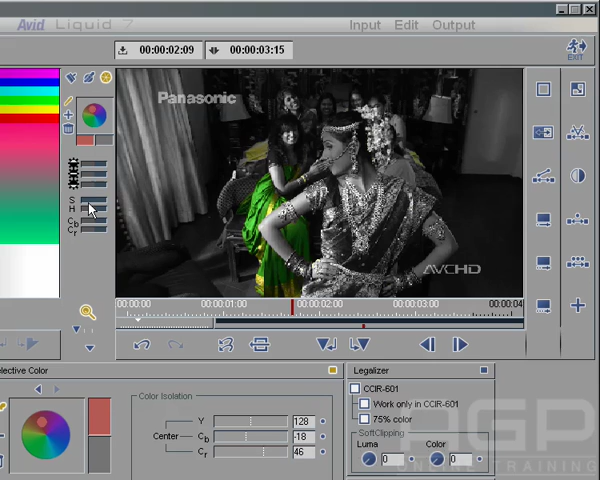 Avid Liquid 7
Input Edit Output
00:00:02:09 00:00:03:15
EXIT
Panasonic
S
H
Cb
Cr
AVCHD
00:00:00 00:00:01:00 00:00:02:00 00:00:03:00 00:00:04
elective Color
Legalizer
Color Isolation
CCIR-601
Work only in CCIR-601
75% color
Y 128
Center Cb -18
Cr 46
SoftClipping
Luma Color
0 0
AGP
ONLINE TRAINING